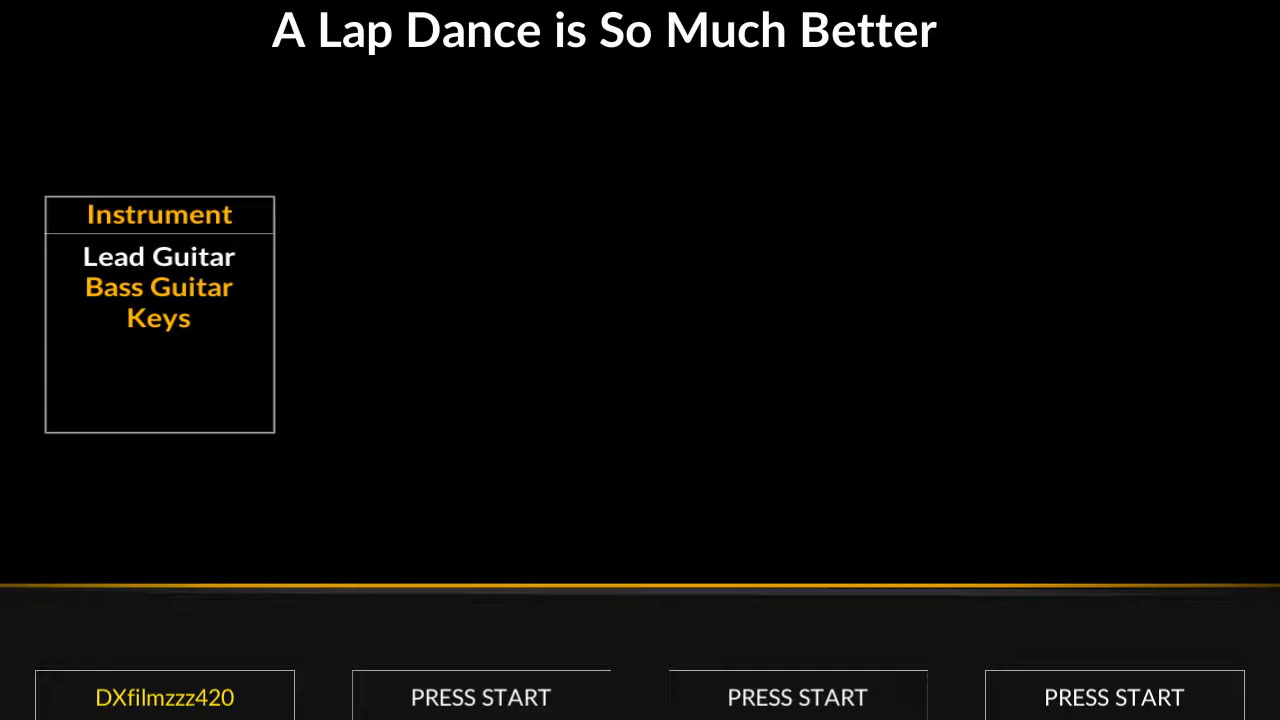 A Lap Dance is So Much Better
Instrument
Lead Guitar
Bass Guitar
Keys
DXfilmzzz420
PRESS START
PRESS START
PRESS START